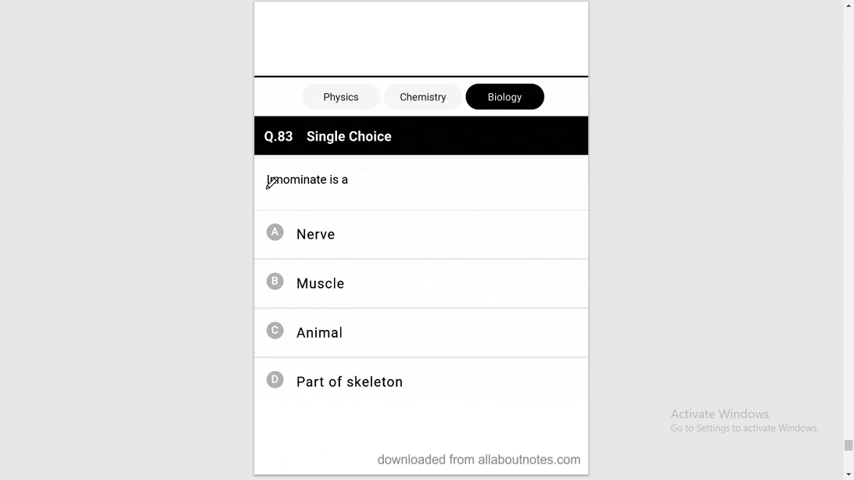 Physics Chemistry Biology
Q.83 Single Choice
Innominate is a
A Nerve
B Muscle
C Animal
D Part of skeleton
Activate Windows
Go to Settings to activate Windows.
downloaded from allaboutnotes.com